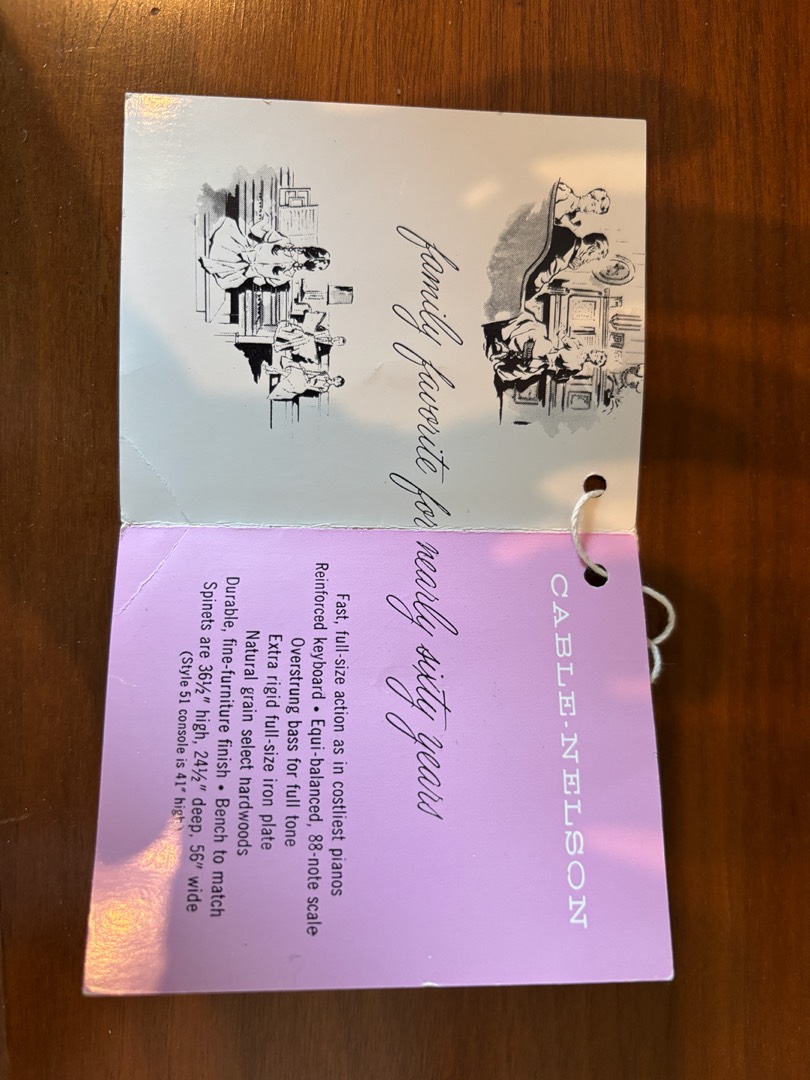 CABLE·NELSON
family favorite for nearly sixty years
Fast, full-size action as in costliest pianos
Reinforced keyboard • Equi-balanced, 88-note scale
Overstrung bass for full tone
Extra rigid full-size iron plate
Natural grain select hardwoods
Durable, fine-furniture finish • Bench to match
Spinets are 36½" high, 24½" deep, 56" wide
(Style 51 console is 41" high)